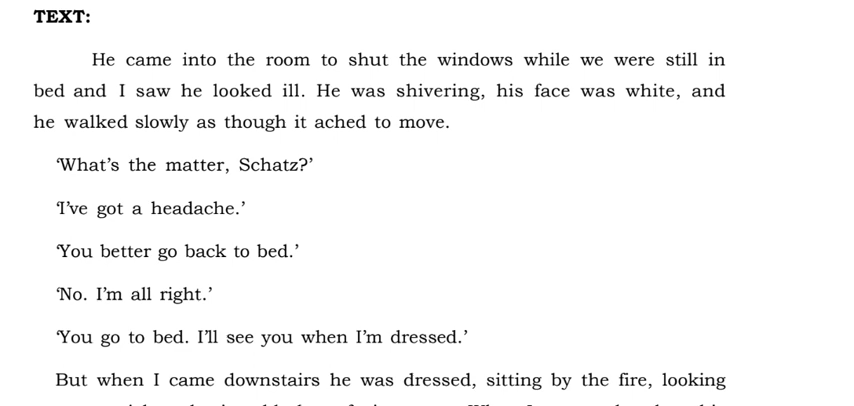 TEXT:
He came into the room to shut the windows while we were still in
bed and I saw he looked ill. He was shivering, his face was white, and
he walked slowly as though it ached to move.
‘What’s the matter, Schatz?’
‘I’ve got a headache.’
‘You better go back to bed.’
‘No. I’m all right.’
‘You go to bed. I’ll see you when I’m dressed.’
But when I came downstairs he was dressed, sitting by the fire, looking